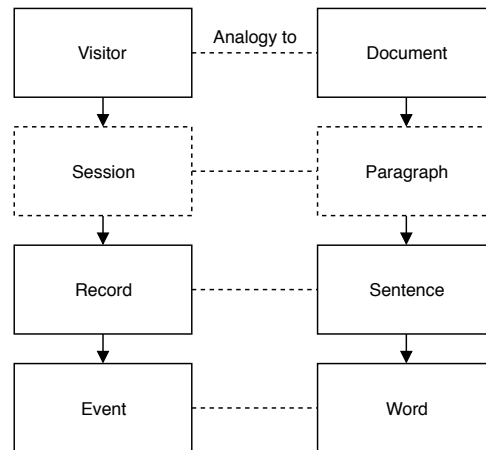 Visitor
Analogy to
Document
Session
Paragraph
Record
Sentence
Event
Word